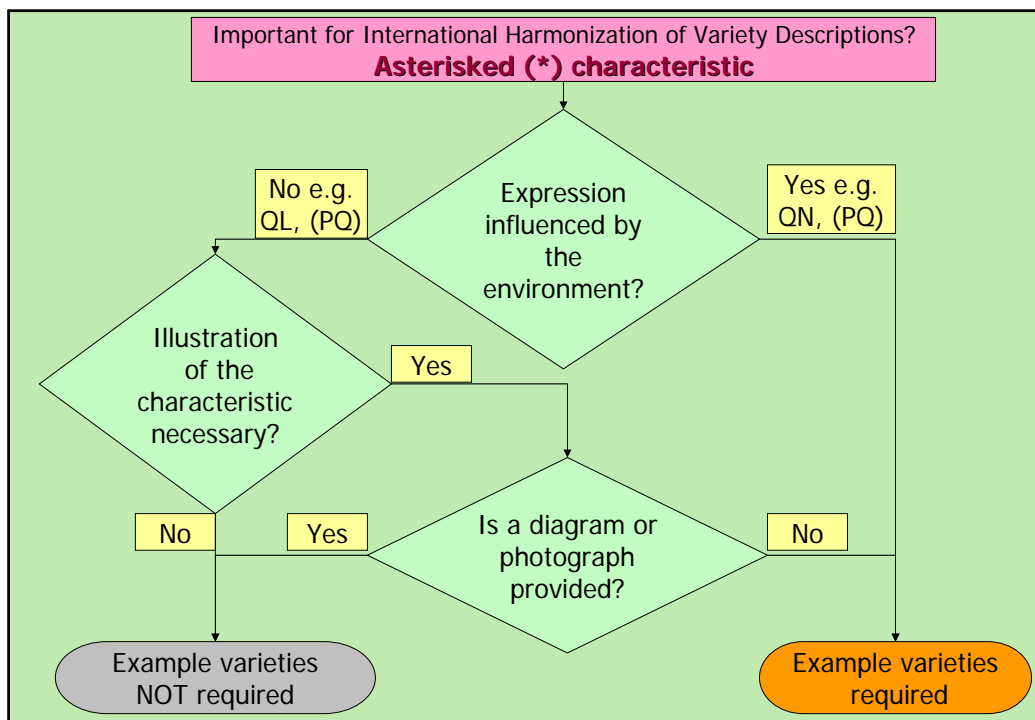 Important for International Harmonization of Variety Descriptions?
Asterisked (*) characteristic
No e.g.
QL, (PQ)
Expression
influenced by
the
environment?
Yes e.g.
QN, (PQ)
Illustration
of the
characteristic
necessary?
Yes
No
Yes
Is a diagram or
photograph
provided?
No
Example varieties
NOT required
Example varieties
required